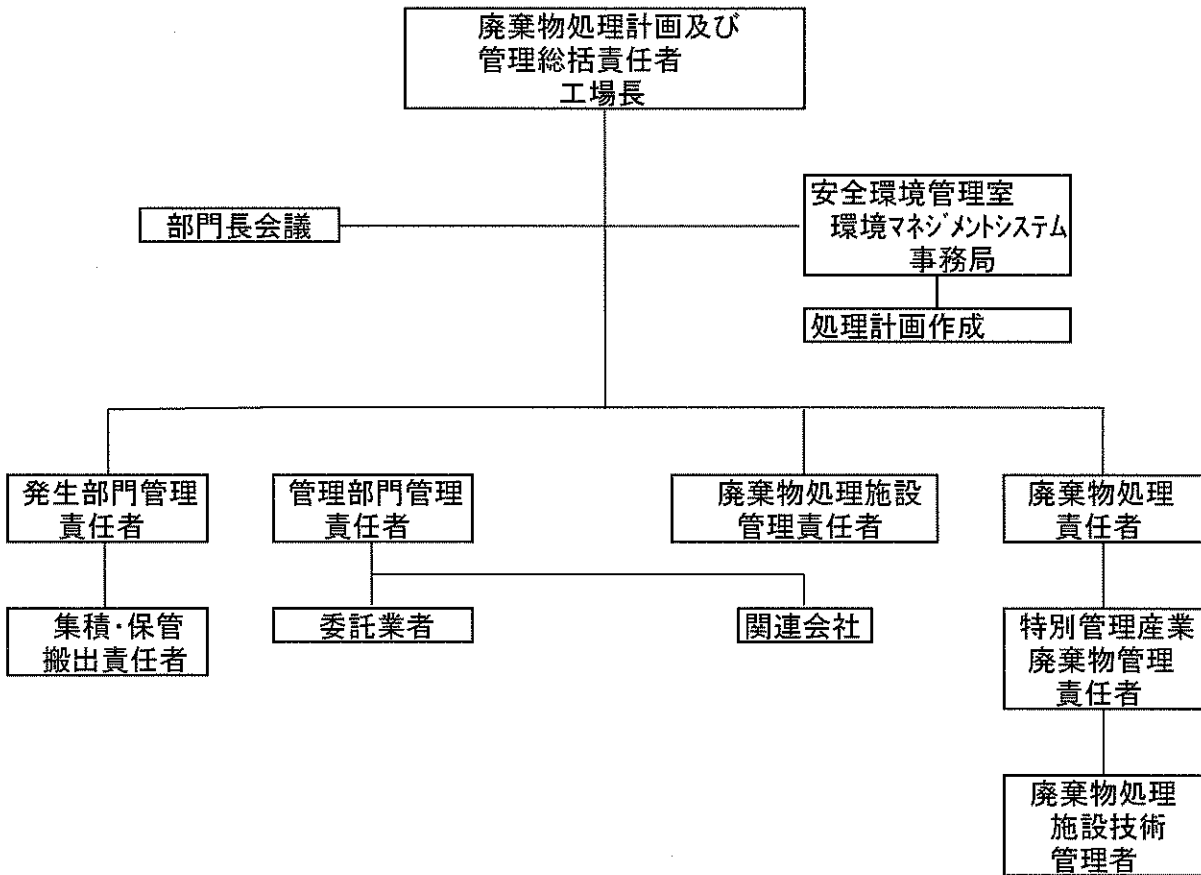 廃棄物処理計画及び
管理総括責任者
工場長
部門長会議
安全環境管理室
環境マネジメントシステム
事務局
処理計画作成
発生部門管理
責任者
管理部門管理
責任者
廃棄物処理施設
管理責任者
廃棄物処理
責任者
集積・保管
搬出責任者
委託業者
関連会社
特別管理産業
廃棄物管理
責任者
廃棄物処理
施設技術
管理者